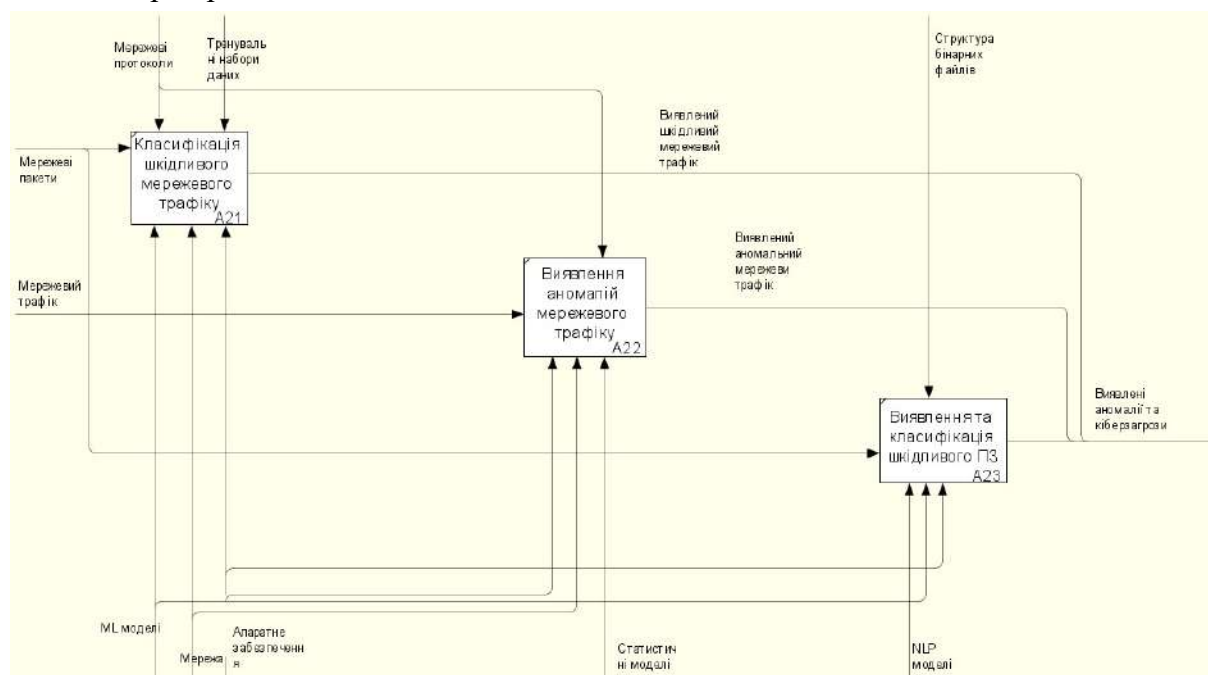 Мережеві
протоколи
Тренуваль
ні набори
даних
Структура
бінарних
файлів
Виявлений
шкідливий
мережевий
трафік
Класифікація
шкідливого
мережевого
трафіку
A21
Мережеві
пакети
Виявлений
аномальний
мережеви
трафік
Виявлення
аномалій
мережевого
трафіку
A22
Мережевий
трафік
Виявлені
аномалії та
кіберзагрози
Виявлення та
класифікація
шкідливого ПЗ
A23
ML моделі
Мережа
Апаратне
забезпеченн
я
Статистич
ні моделі
NLP
моделі